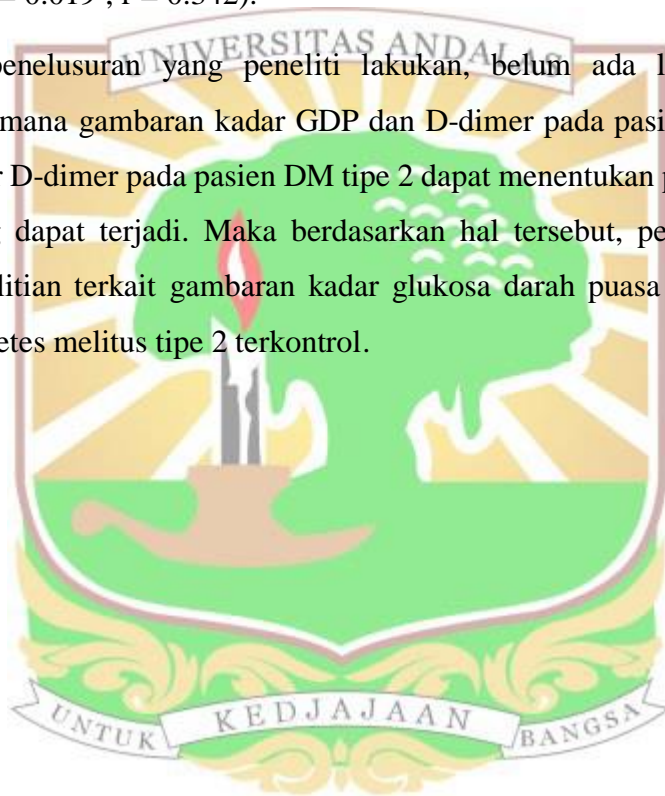 = 0.019 ; r = 0.342).
UNIVERSITAS ANDALAS
penelusuran yang peneliti lakukan, belum ada
mana gambaran kadar GDP dan D-dimer pada pasi
r D-dimer pada pasien DM tipe 2 dapat menentukan p
g dapat terjadi. Maka berdasarkan hal tersebut, pe
litian terkait gambaran kadar glukosa darah puasa
etes melitus tipe 2 terkontrol.
UNTUK KEDJAJAAN BANGSA